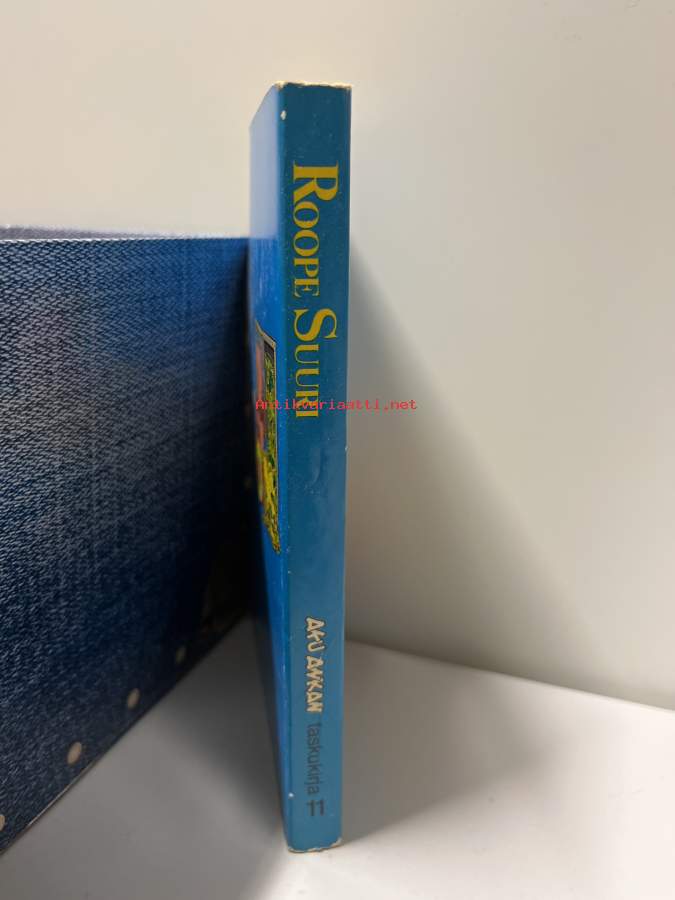 ROOPE SUURI
AKU ANKAN taskukirja 11
Antikvariaatti.net